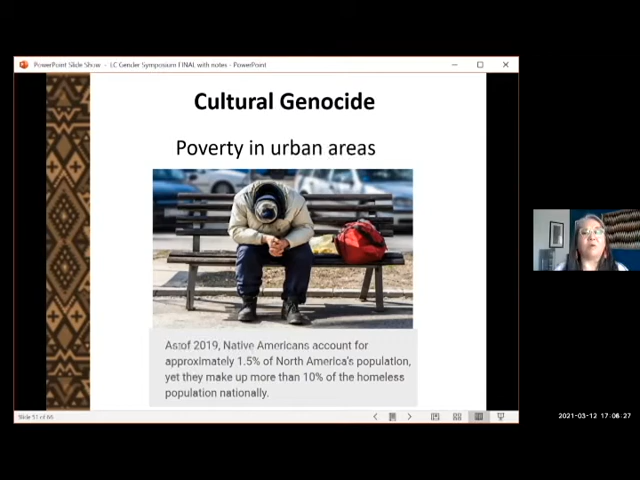 PowerPoint Slide Show - LC Gender Symposium FINAL with notes - PowerPoint
Cultural Genocide
Poverty in urban areas
As of 2019, Native Americans account for
approximately 1.5% of North America's population,
yet they make up more than 10% of the homeless
population nationally.
Slide 51 of 66
2021-03-12 17:06:27